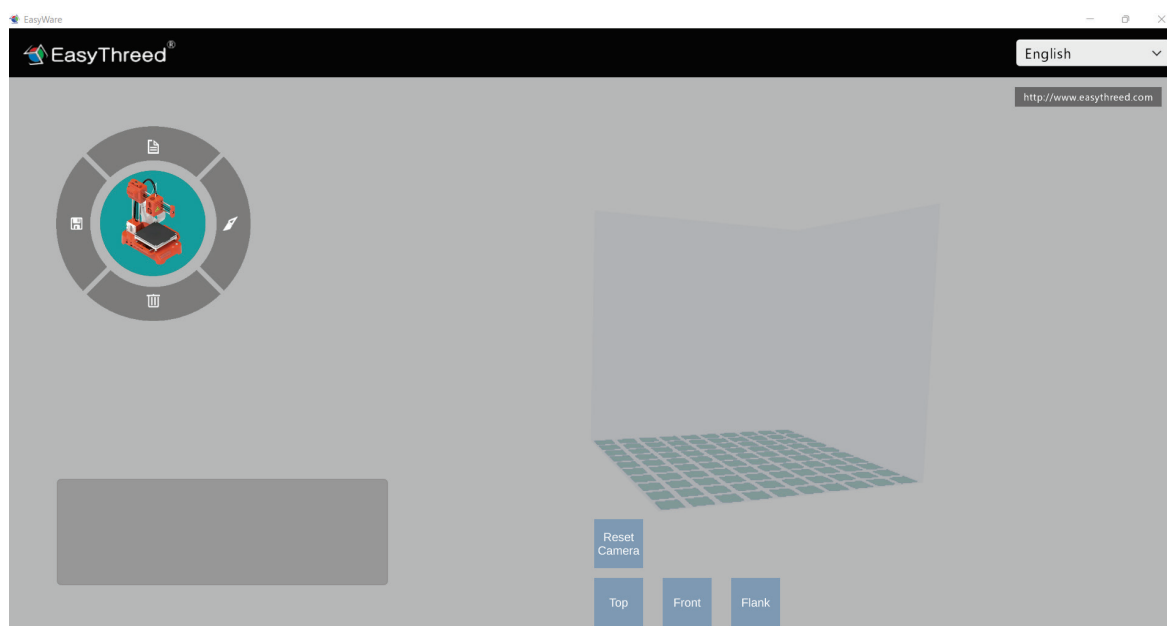 EasyWare
EasyThreed®
English
http://www.easythreed.com
Reset
Camera
Top
Front
Flank